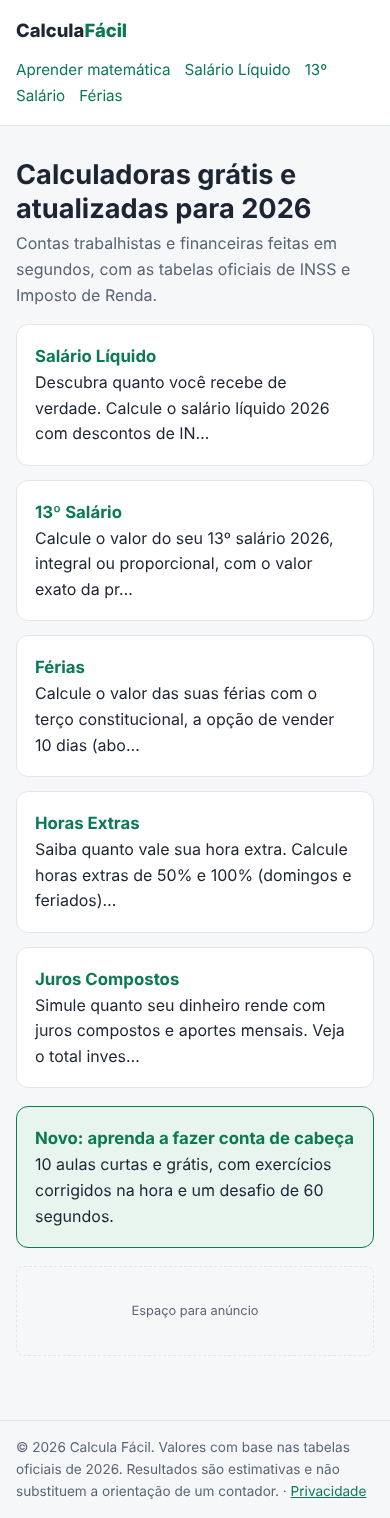 CalculaFácil
Aprender matemática Salário Líquido 13º
Salário Férias
Calculadoras grátis e
atualizadas para 2026
Contas trabalhistas e financeiras feitas em
segundos, com as tabelas oficiais de INSS e
Imposto de Renda.
Salário Líquido
Descubra quanto você recebe de
verdade. Calcule o salário líquido 2026
com descontos de IN...
13º Salário
Calcule o valor do seu 13º salário 2026,
integral ou proporcional, com o valor
exato da pr...
Férias
Calcule o valor das suas férias com o
terço constitucional, a opção de vender
10 dias (abo...
Horas Extras
Saiba quanto vale sua hora extra. Calcule
horas extras de 50% e 100% (domingos e
feriados)...
Juros Compostos
Simule quanto seu dinheiro rende com
juros compostos e aportes mensais. Veja
o total inves...
Novo: aprenda a fazer conta de cabeça
10 aulas curtas e grátis, com exercícios
corrigidos na hora e um desafio de 60
segundos.
Espaço para anúncio
© 2026 Calcula Fácil. Valores com base nas tabelas
oficiais de 2026. Resultados são estimativas e não
substituem a orientação de um contador. · Privacidade